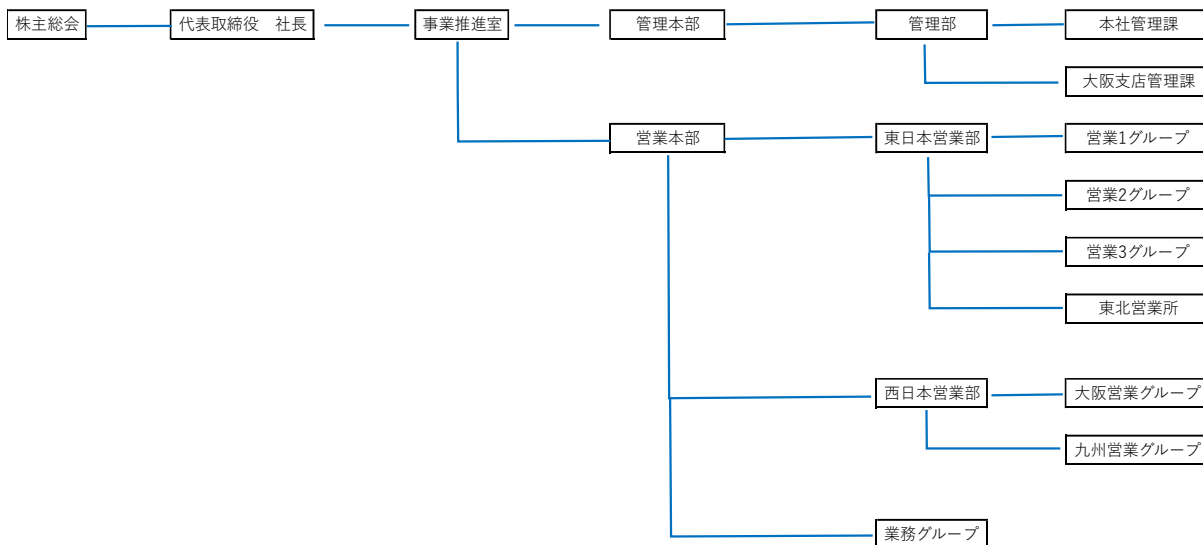 株主総会
代表取締役　社長
事業推進室
管理本部
管理部
本社管理課
大阪支店管理課
営業本部
東日本営業部
営業1グループ
営業2グループ
営業3グループ
東北営業所
西日本営業部
大阪営業グループ
九州営業グループ
業務グループ